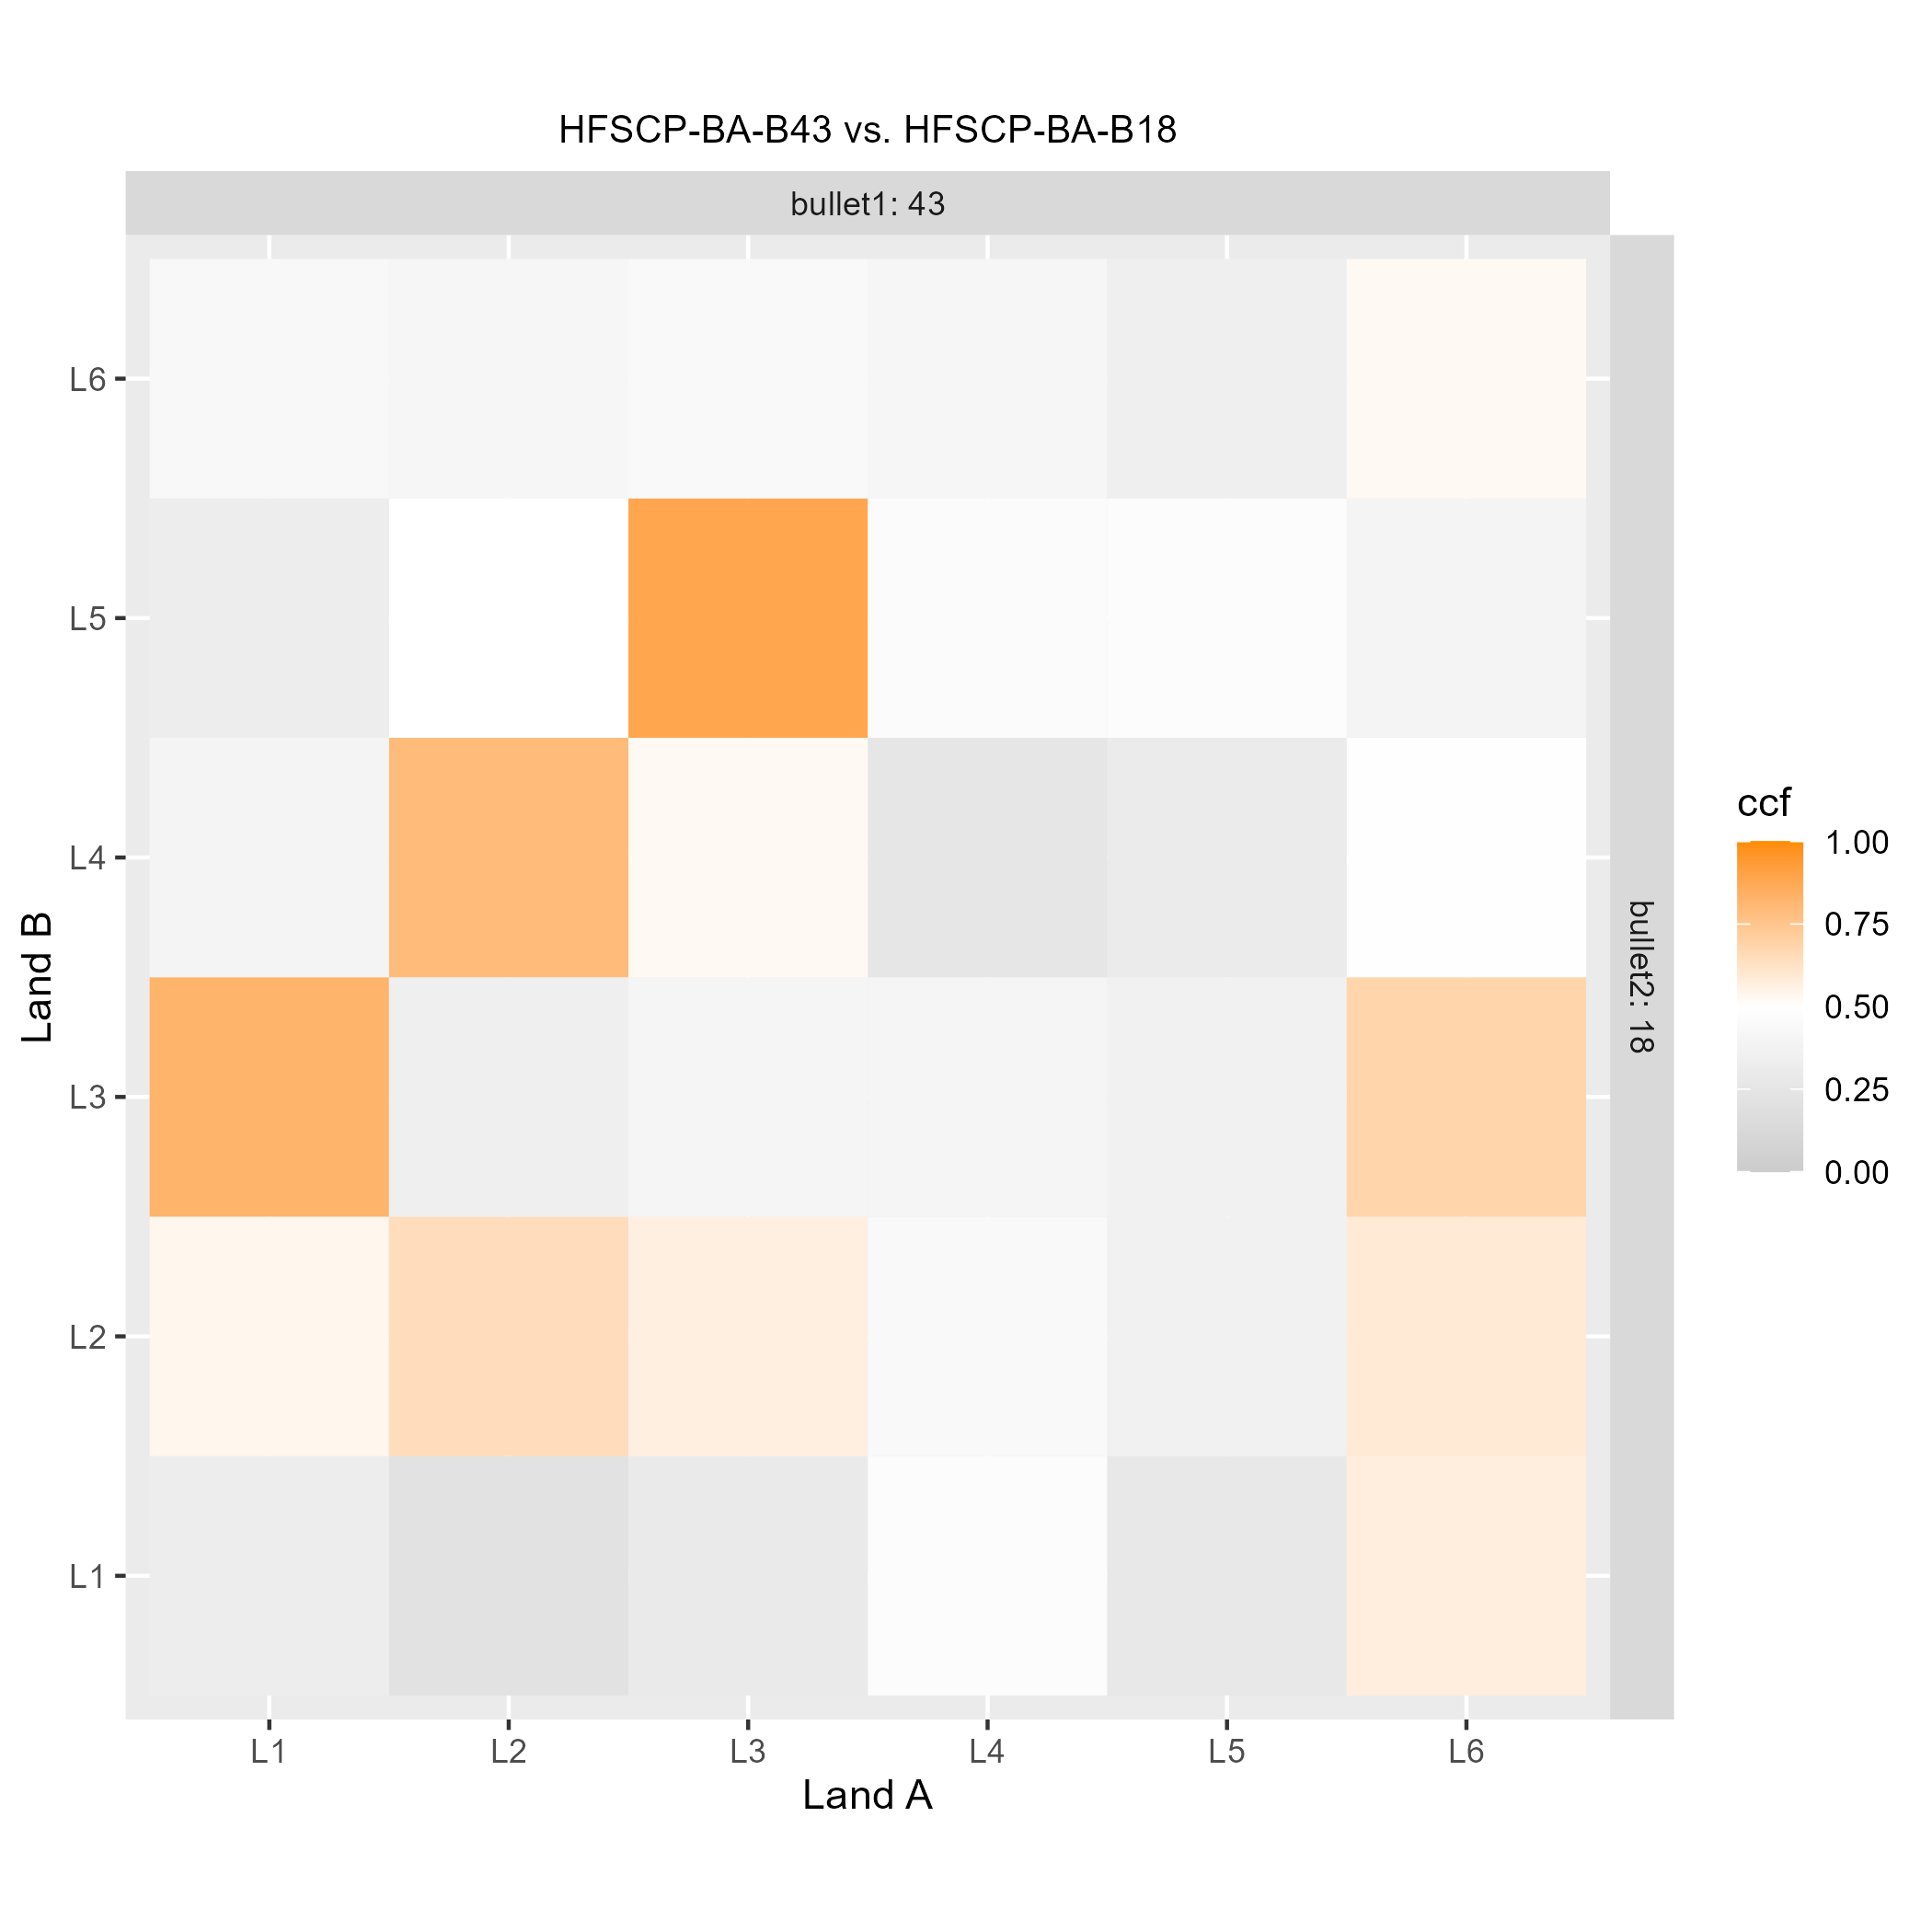 HFSCP-BA-B43 vs. HFSCP-BA-B18
bullet1: 43
L6
L5
L4
L3
L2
L1
Land B
L1 L2 L3 L4 L5 L6
Land A
bullet2: 18
ccf
1.00
0.75
0.50
0.25
0.00